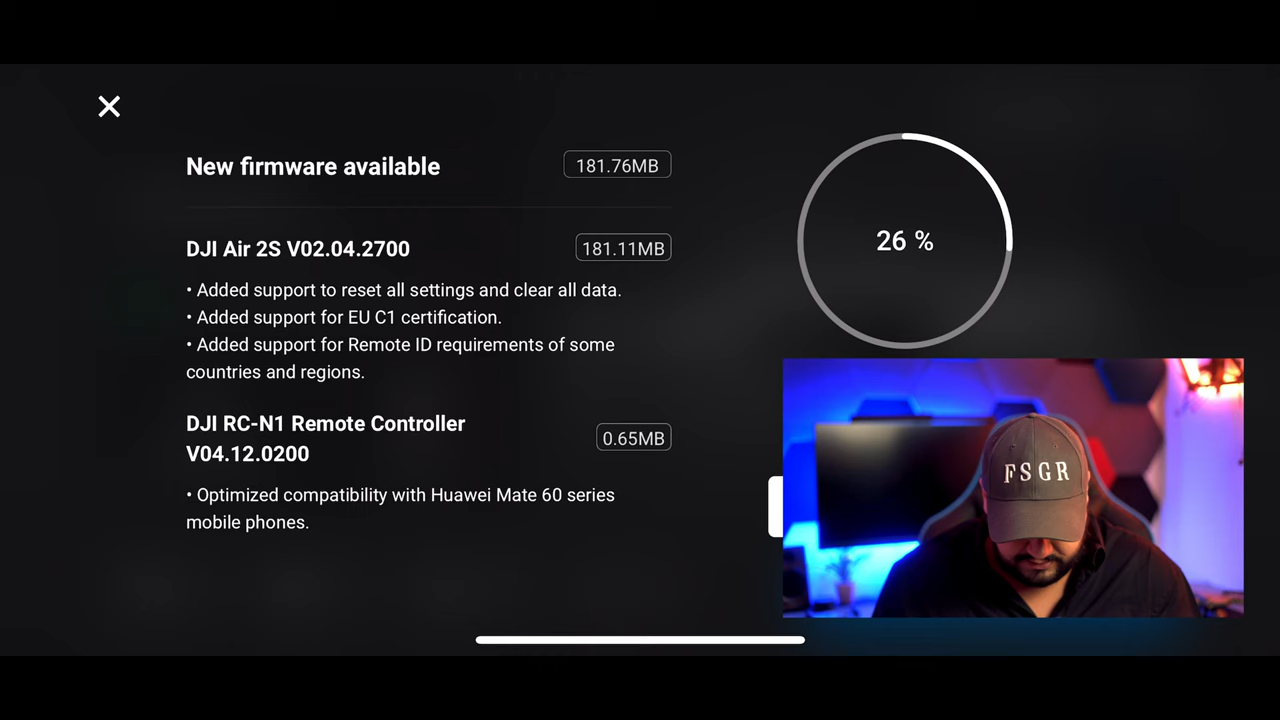 New firmware available
181.76MB
DJI Air 2S V02.04.2700
181.11MB
• Added support to reset all settings and clear all data.
• Added support for EU C1 certification.
• Added support for Remote ID requirements of some
countries and regions.
DJI RC-N1 Remote Controller
V04.12.0200
0.65MB
• Optimized compatibility with Huawei Mate 60 series
mobile phones.
26 %
FSGR